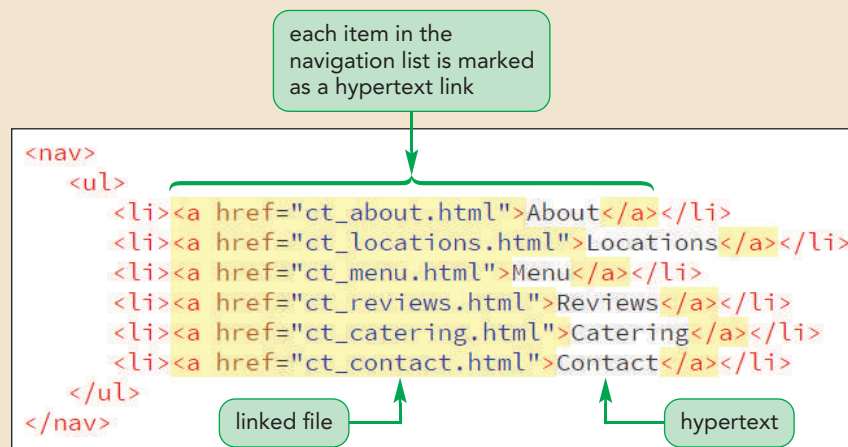 each item in the
navigation list is marked
as a hypertext link
<nav>
<ul>
<li><a href="ct_about.html">About</a></li>
<li><a href="ct_locations.html">Locations</a></li>
<li><a href="ct_menu.html">Menu</a></li>
<li><a href="ct_reviews.html">Reviews</a></li>
<li><a href="ct_catering.html">Catering</a></li>
<li><a href="ct_contact.html">Contact</a></li>
</ul>
</nav>
linked file
hypertext